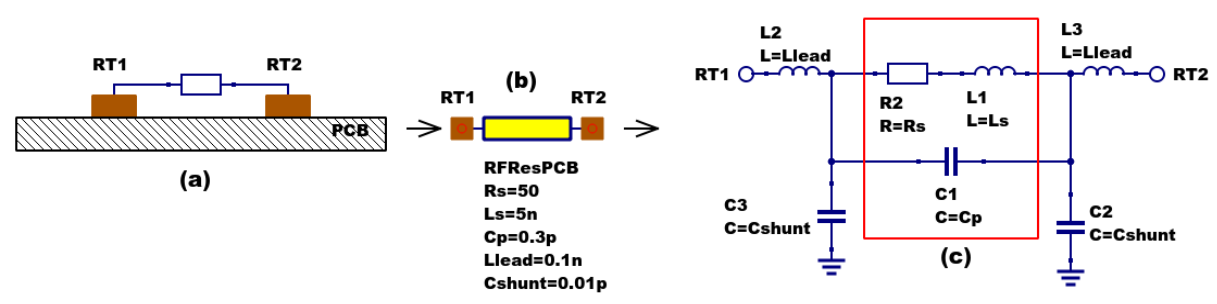 RT1
RT2
PCB
(a)
(b)
RT1
RT2
RFResPCB
Rs=50
Ls=5n
Cp=0.3p
Llead=0.1n
Cshunt=0.01p
L2
L=Llead
L3
L=Llead
RT1
RT2
R2
R=Rs
L1
L=Ls
C1
C=Cp
C3
C=Cshunt
C2
C=Cshunt
(c)